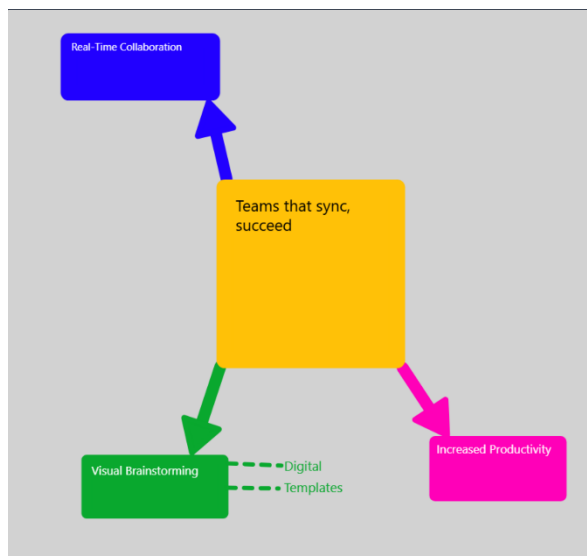 Real-Time Collaboration
Teams that sync,
succeed
Visual Brainstorming
Digital
Templates
Increased Productivity